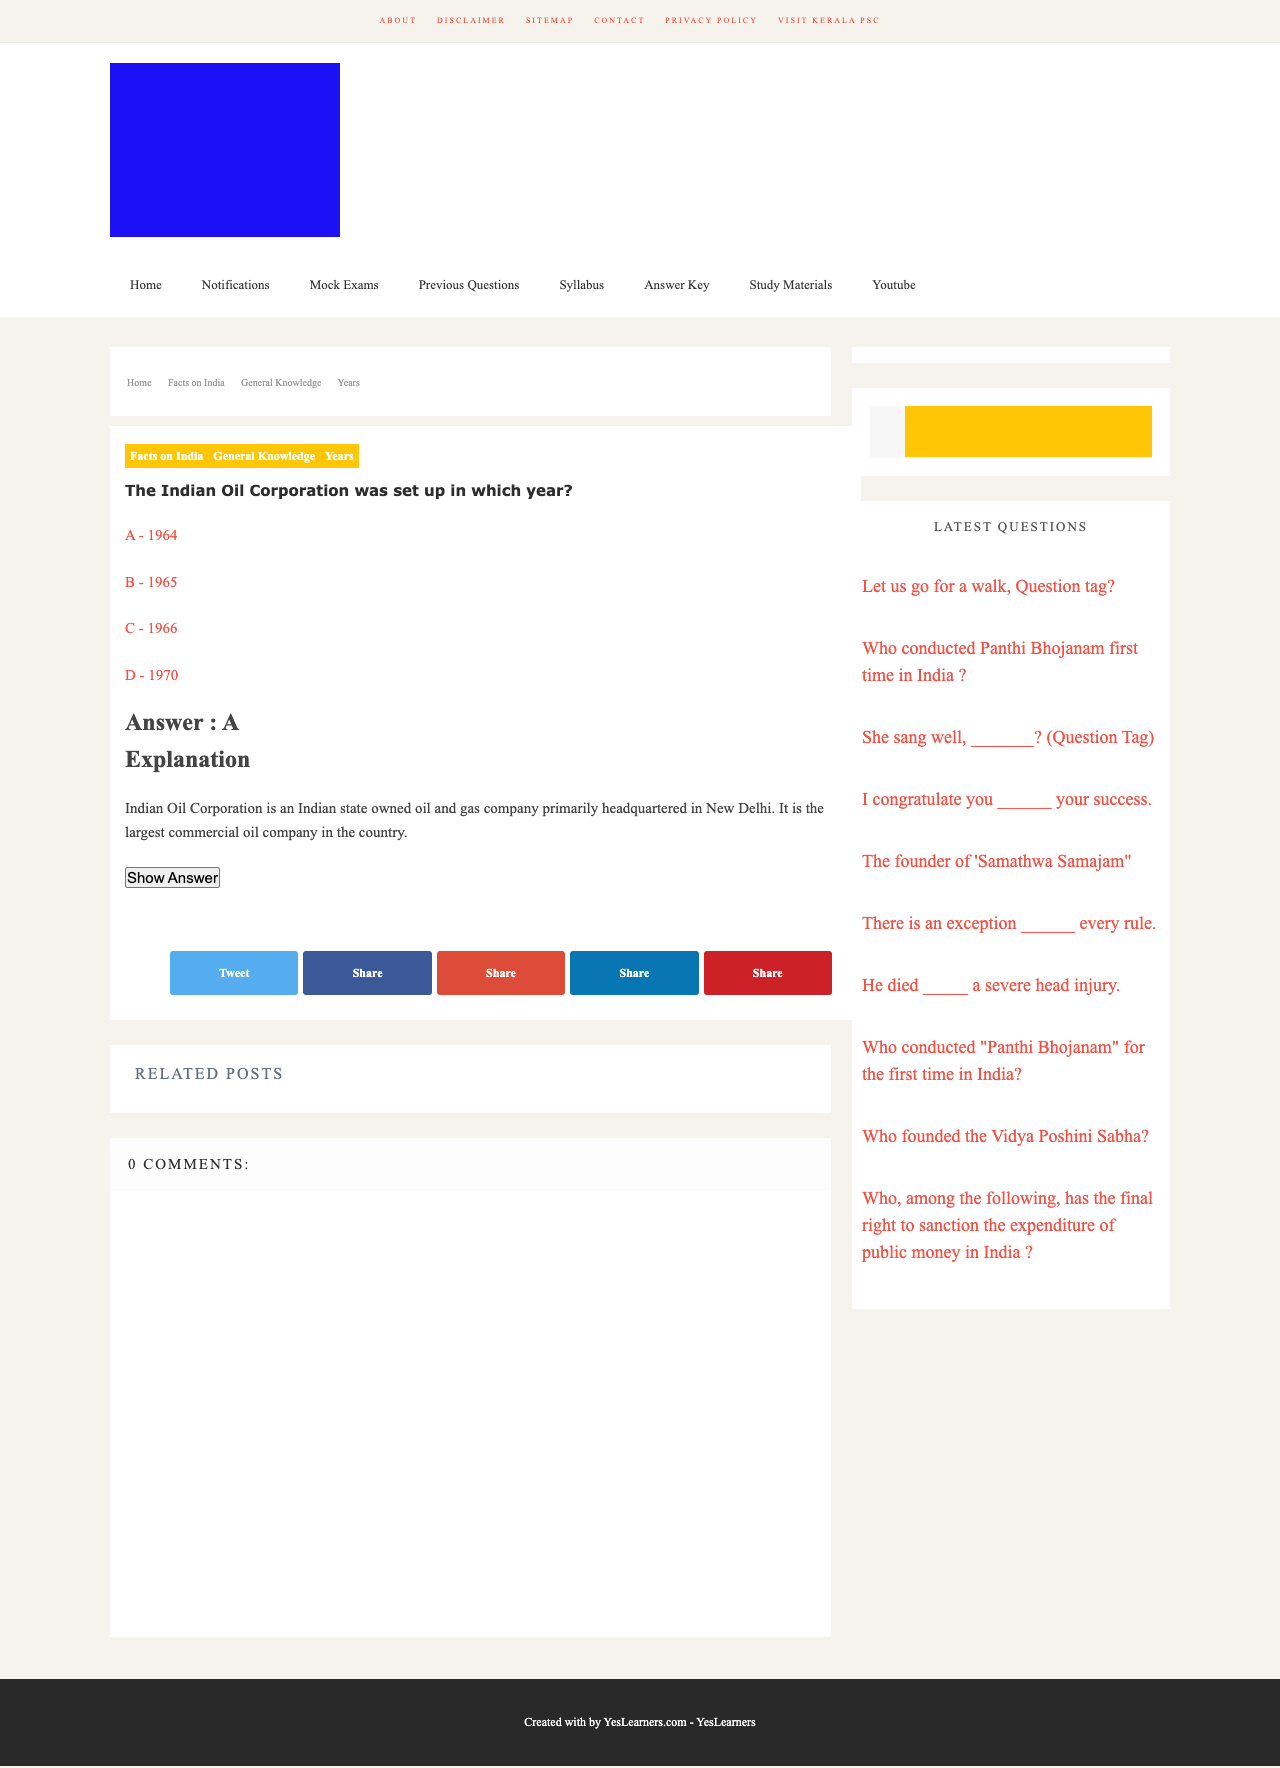 ABOUT DISCLAIMER SITEMAP CONTACT PRIVACY POLICY VISIT KERALA PSC
Home Notifications Mock Exams Previous Questions Syllabus Answer Key Study Materials Youtube
Home Facts on India General Knowledge Years
Facts on India General Knowledge Years
The Indian Oil Corporation was set up in which year?
A - 1964
B - 1965
C - 1966
D - 1970
Answer : A
Explanation
Indian Oil Corporation is an Indian state owned oil and gas company primarily headquartered in New Delhi. It is the
largest commercial oil company in the country.
Show Answer
Tweet Share Share Share Share
RELATED POSTS
0 COMMENTS:
LATEST QUESTIONS
Let us go for a walk, Question tag?
Who conducted Panthi Bhojanam first
time in India ?
She sang well, _______? (Question Tag)
I congratulate you ______ your success.
The founder of 'Samathwa Samajam"
There is an exception ______ every rule.
He died _____ a severe head injury.
Who conducted "Panthi Bhojanam" for
the first time in India?
Who founded the Vidya Poshini Sabha?
Who, among the following, has the final
right to sanction the expenditure of
public money in India ?
Created with by YesLearners.com - YesLearners